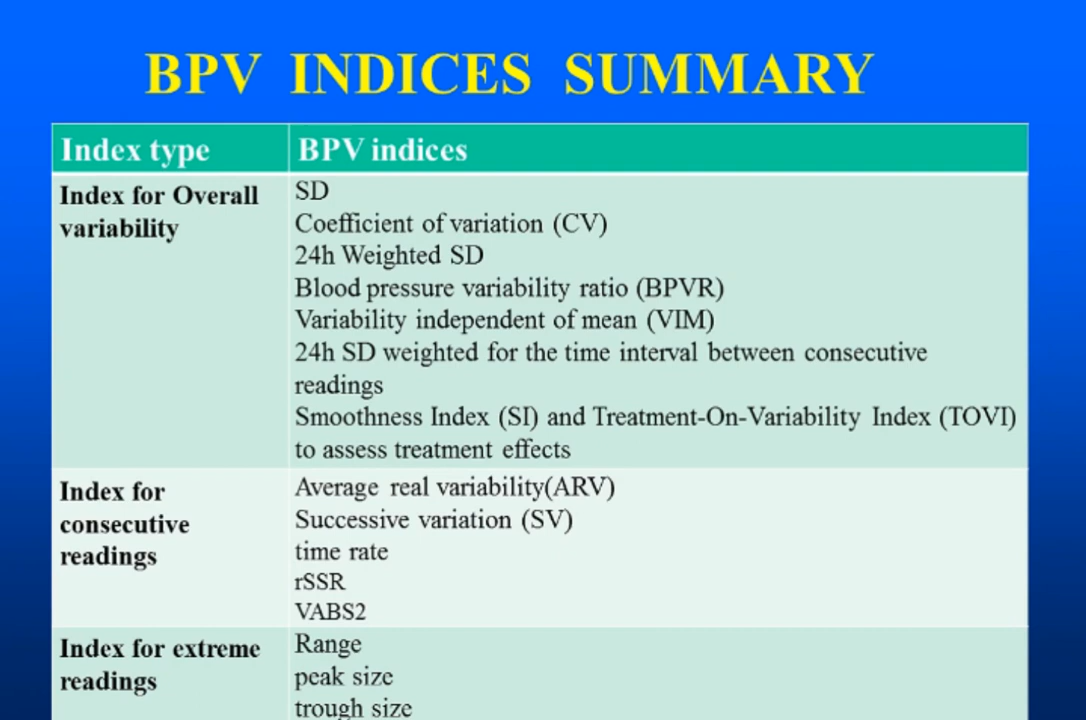 BPV INDICES SUMMARY
Index type
BPV indices
Index for Overall
variability
SD
Coefficient of variation (CV)
24h Weighted SD
Blood pressure variability ratio (BPVR)
Variability independent of mean (VIM)
24h SD weighted for the time interval between consecutive
readings
Smoothness Index (SI) and Treatment-On-Variability Index (TOVI)
to assess treatment effects
Index for
consecutive
readings
Average real variability(ARV)
Successive variation (SV)
time rate
rSSR
VABS2
Index for extreme
readings
Range
peak size
trough size